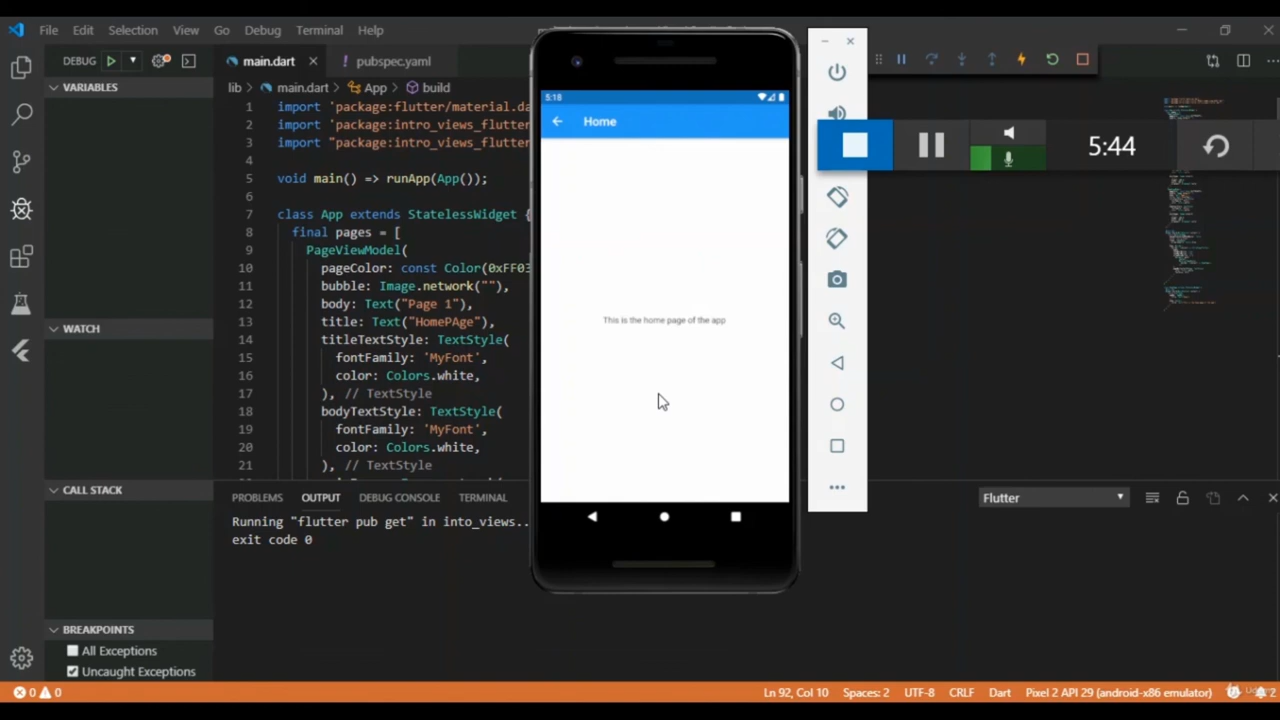 File Edit Selection View Go Debug Terminal Help
DEBUG
main.dart
pubspec.yaml
VARIABLES
lib main.dart App build
1 import 'package:flutter/material.da
2 import 'package:intro_views_flutter
3 import "package:intro_views_flutter
4
5 void main() => runApp(App());
6
7 class App extends StatelessWidget {
8 final pages = [
9 PageViewModel(
10 pageColor: const Color(0xFF03
11 bubble: Image.network(""),
12 body: Text("Page 1"),
13 title: Text("HomePAge"),
14 titleTextStyle: TextStyle(
15 fontFamily: 'MyFont',
16 color: Colors.white,
17 ), // TextStyle
18 bodyTextStyle: TextStyle(
19 fontFamily: 'MyFont',
20 color: Colors.white,
21 ), // TextStyle
5:18
Home
This is the home page of the app
5:44
WATCH
CALL STACK
BREAKPOINTS
All Exceptions
Uncaught Exceptions
PROBLEMS OUTPUT DEBUG CONSOLE TERMINAL
Flutter
Running "flutter pub get" in into_views..
exit code 0
0 0
Ln 92, Col 10 Spaces: 2 UTF-8 CRLF Dart Pixel 2 API 29 (android-x86 emulator) 2